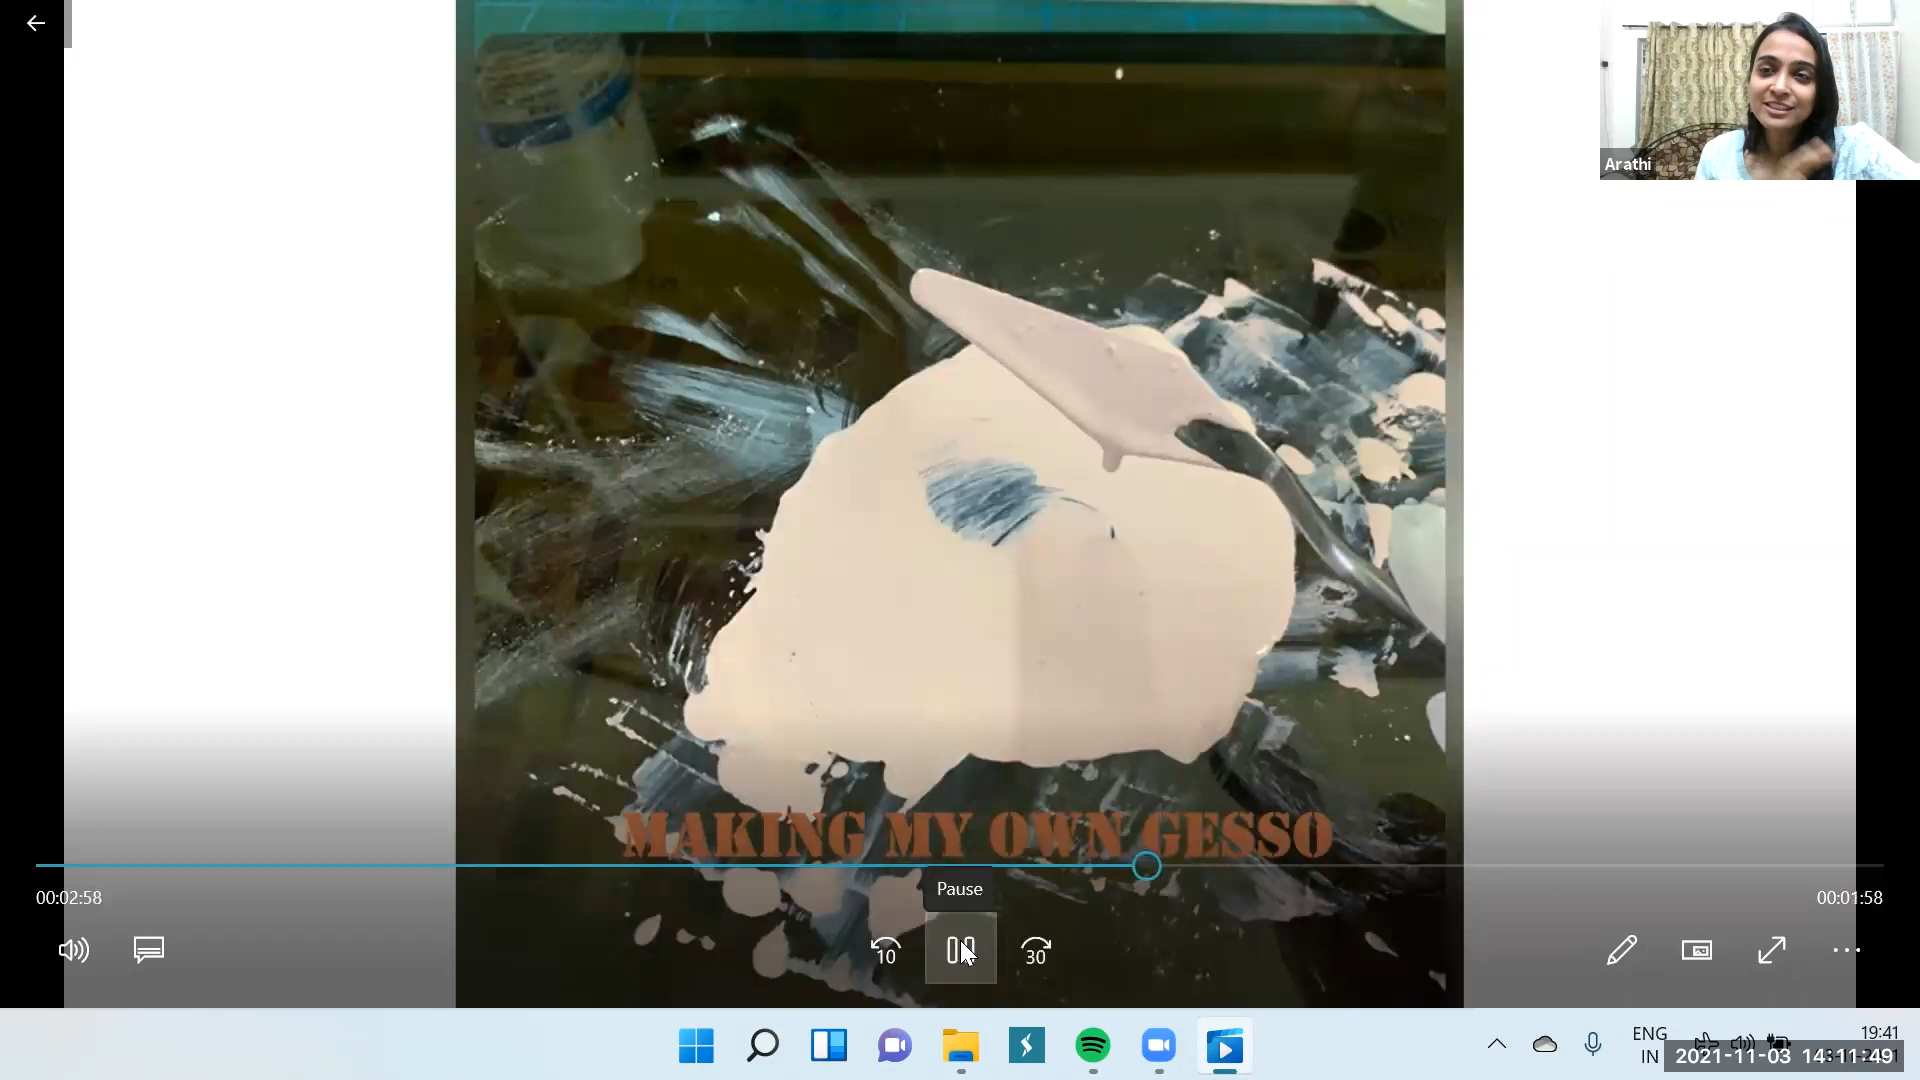 Arathi
MAKING MY OWN GESSO
Pause
00:02:58
00:01:58
10
30
ENG
IN
19:41
2021-11-03 14:11:49